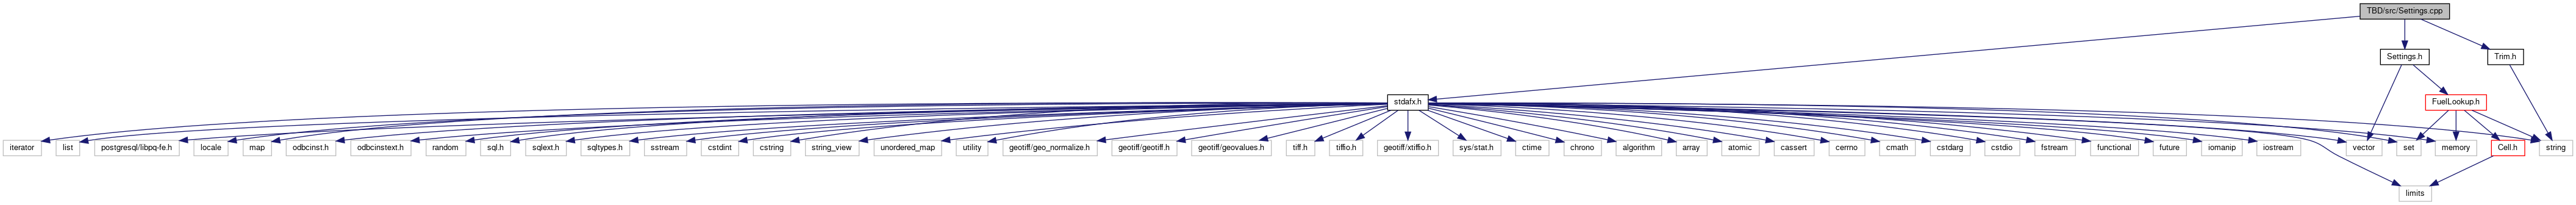 TBD/src/Settings.cpp
Settings.h
Trim.h
stdafx.h
FuelLookup.h
iterator
list
postgresql/libpq-fe.h
locale
map
odbcinst.h
odbcinstext.h
random
sql.h
sqlext.h
sqltypes.h
sstream
cstdint
cstring
string_view
unordered_map
utility
geotiff/geo_normalize.h
geotiff/geotiff.h
geotiff/geovalues.h
tiff.h
tiffio.h
geotiff/xtiffio.h
sys/stat.h
ctime
chrono
algorithm
array
atomic
cassert
cerrno
cmath
cstdarg
cstdio
fstream
functional
future
iomanip
iostream
vector
set
memory
Cell.h
string
limits